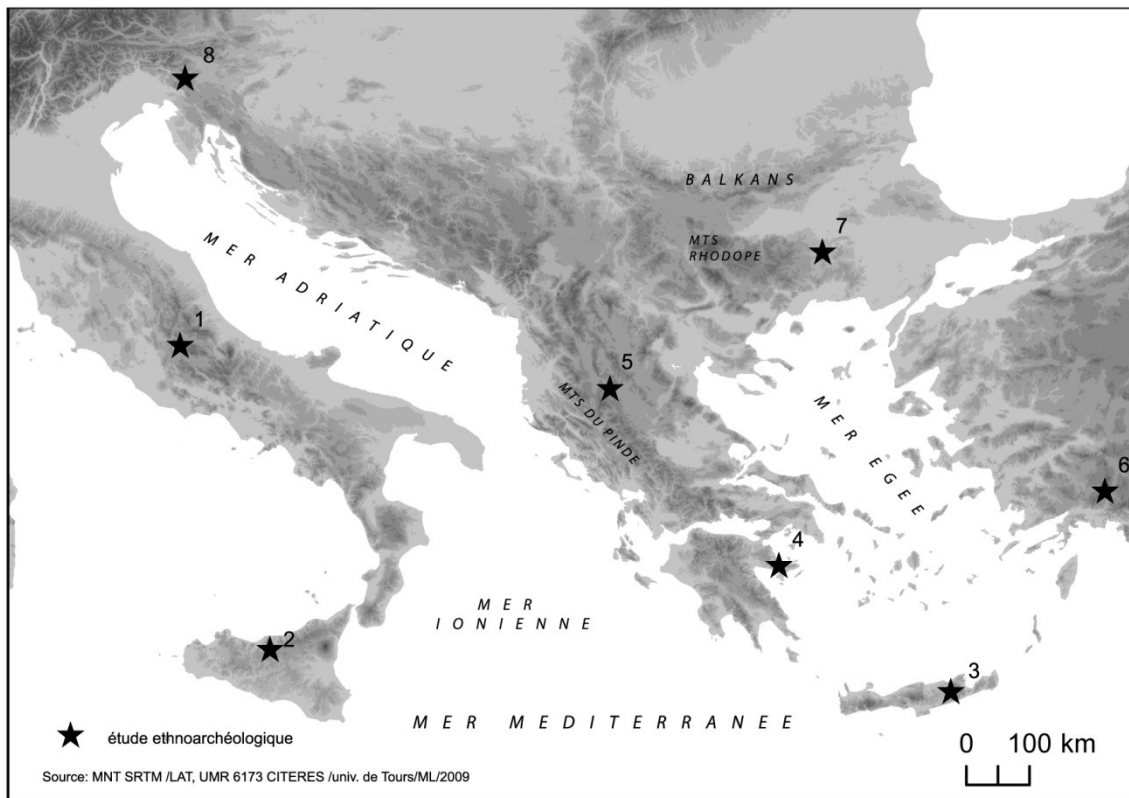 8
BALKANS
7
MTS
RHODOPE
MER ADRIATIQUE
1
5
MTS DU PINDE
MER EGEE
6
4
MER
IONIENNE
2
3
MER MEDITERRANEE
étude ethnoarchéologique
0 100 km
Source: MNT SRTM /LAT, UMR 6173 CITERES /univ. de Tours/ML/2009